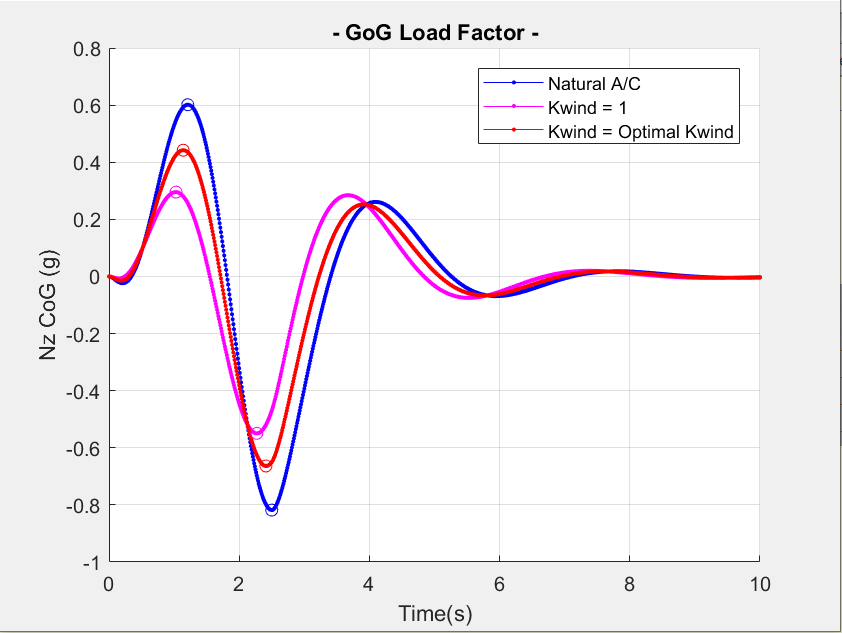 - GoG Load Factor -
Natural A/C
Kwind = 1
Kwind = Optimal Kwind
0.8
0.6
0.4
0.2
0
-0.2
-0.4
-0.6
-0.8
-1
Nz CoG (g)
0 2 4 6 8 10
Time(s)